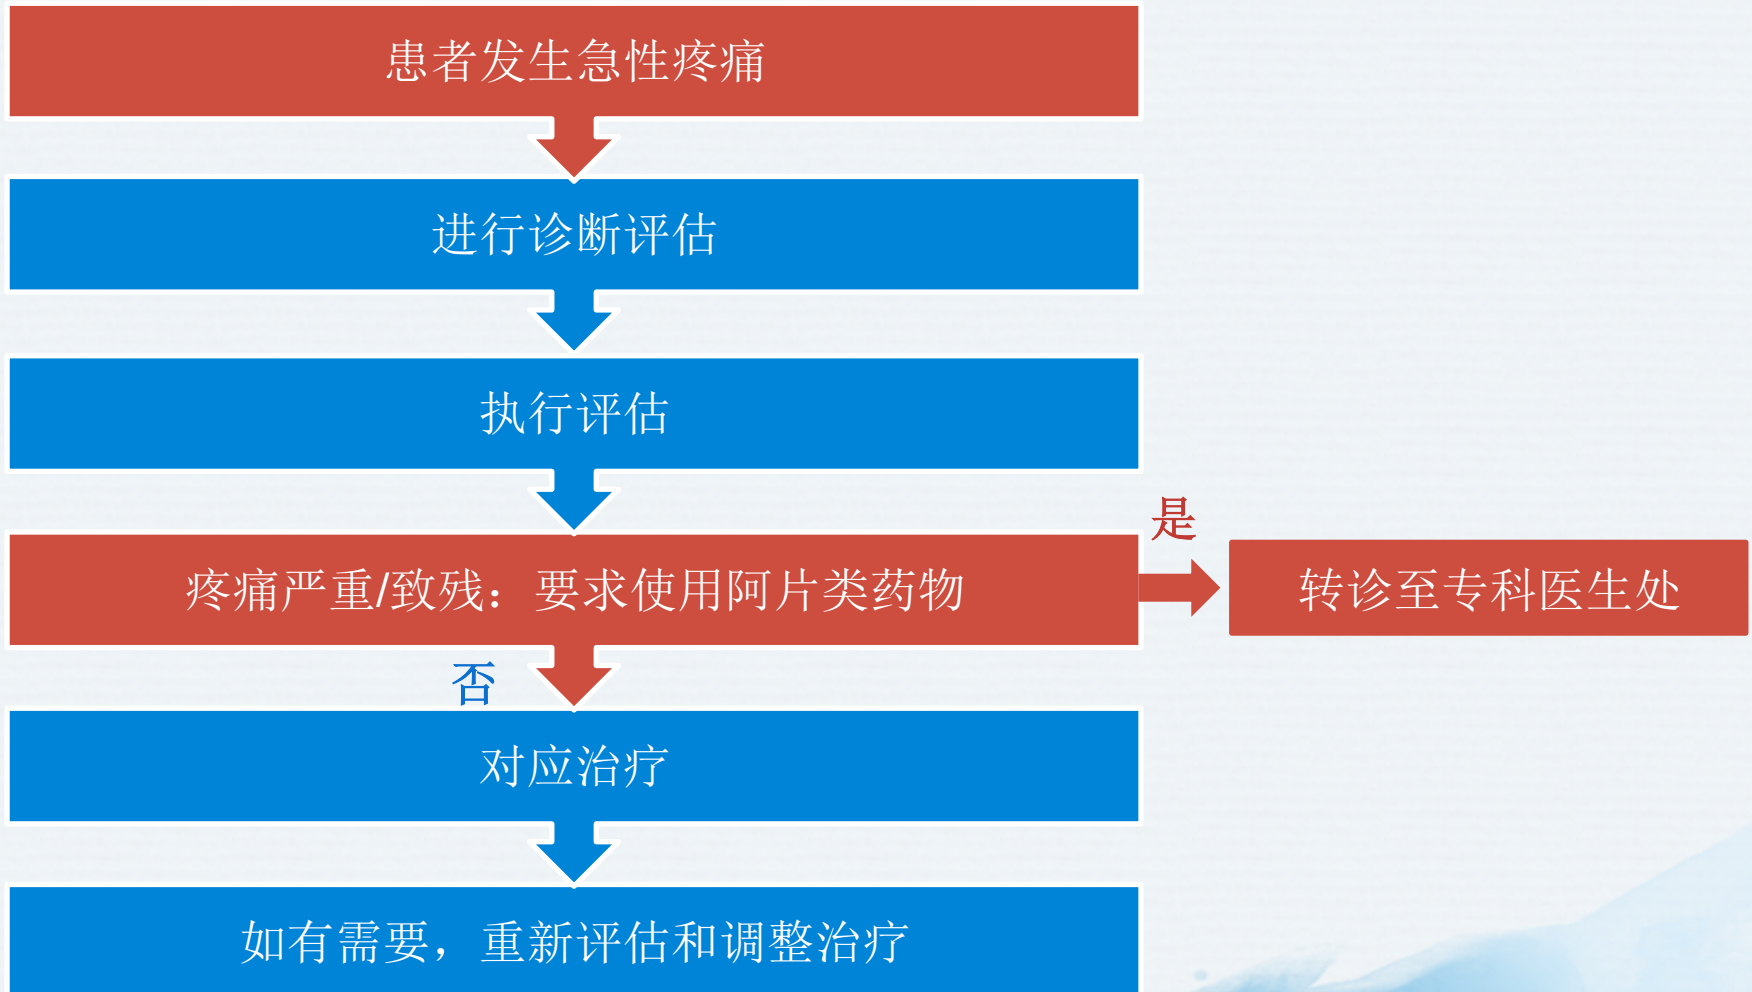 患者发生急性疼痛
进行诊断评估
执行评估
是
疼痛严重/致残：要求使用阿片类药物
转诊至专科医生处
否
对应治疗
如有需要，重新评估和调整治疗